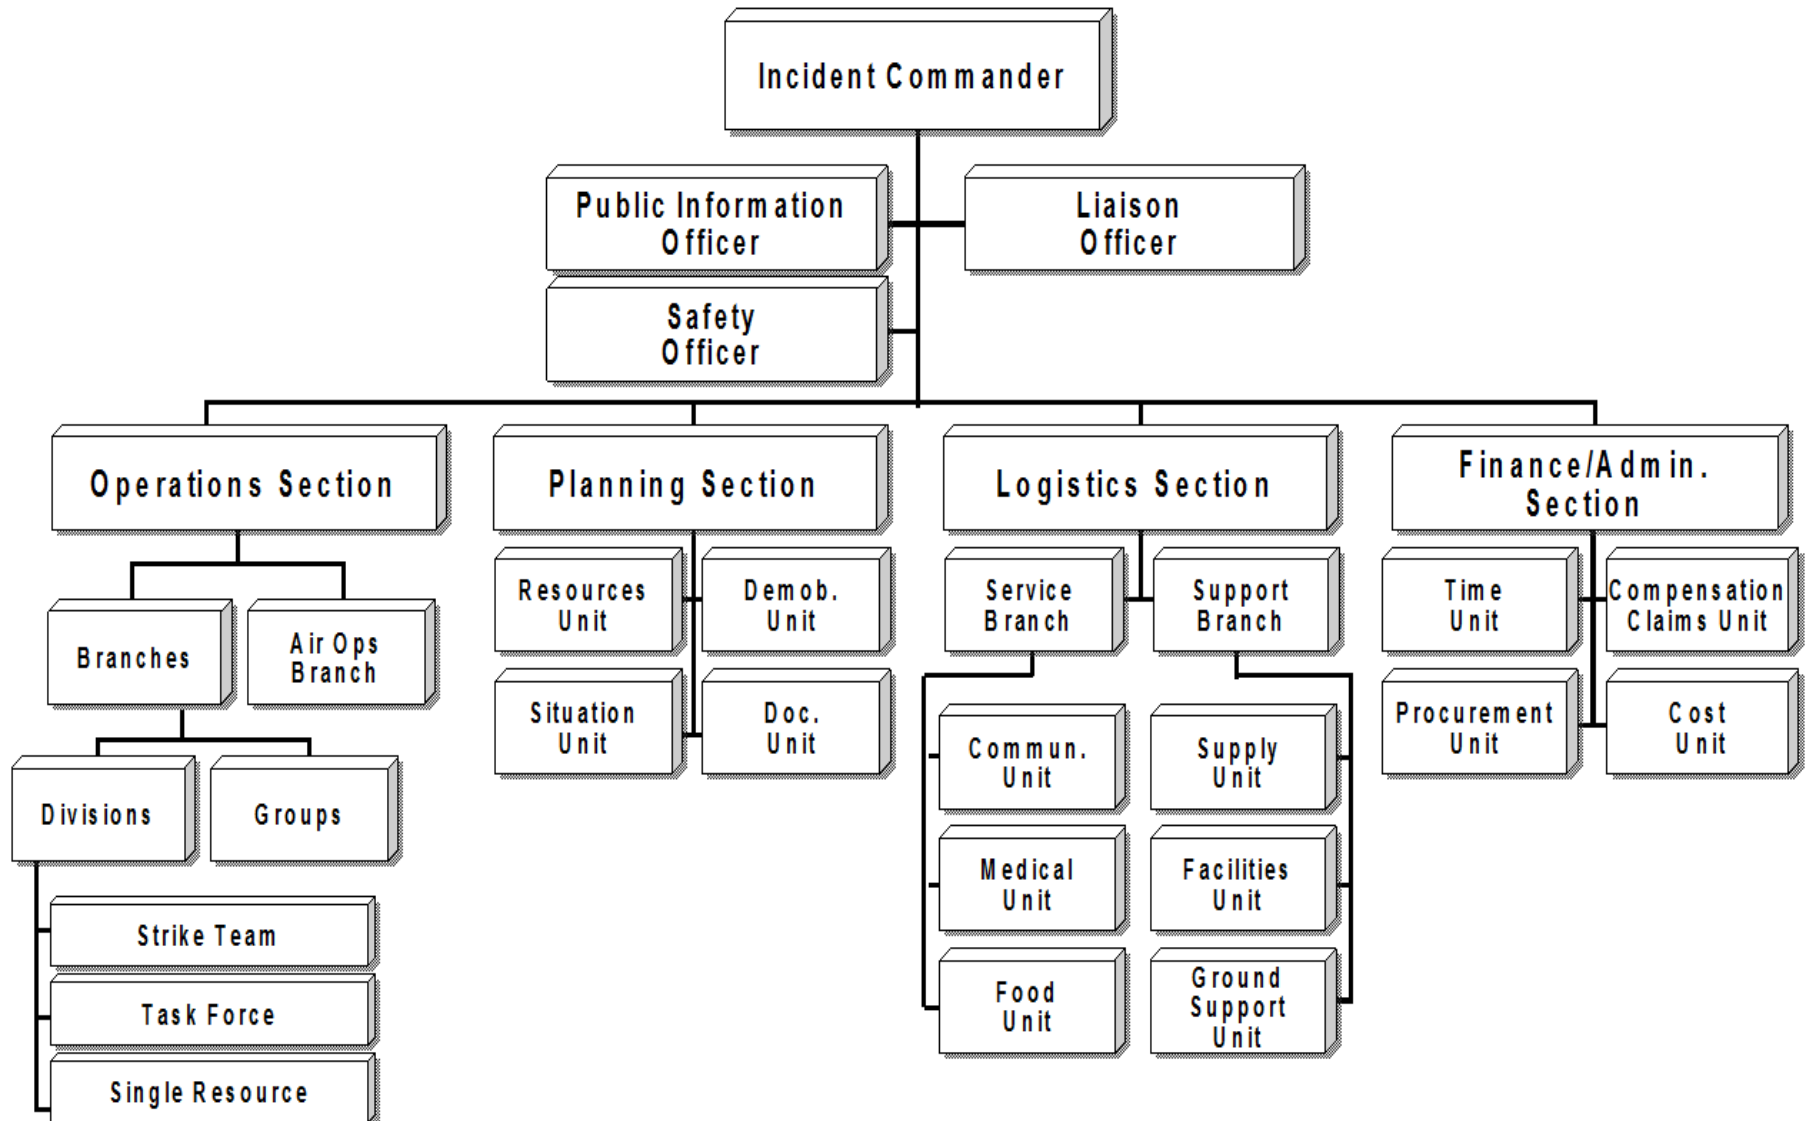 Incident Commander
Public Information
Officer
Liaison
Officer
Safety
Officer
Operations Section
Planning Section
Logistics Section
Finance/Admin.
Section
Branches
Air Ops
Branch
Divisions
Groups
Strike Team
Task Force
Single Resource
Resources
Unit
Demob.
Unit
Situation
Unit
Doc.
Unit
Service
Branch
Support
Branch
Commun.
Unit
Supply
Unit
Medical
Unit
Facilities
Unit
Food
Unit
Ground
Support
Unit
Time
Unit
Compensation
Claims Unit
Procurement
Unit
Cost
Unit